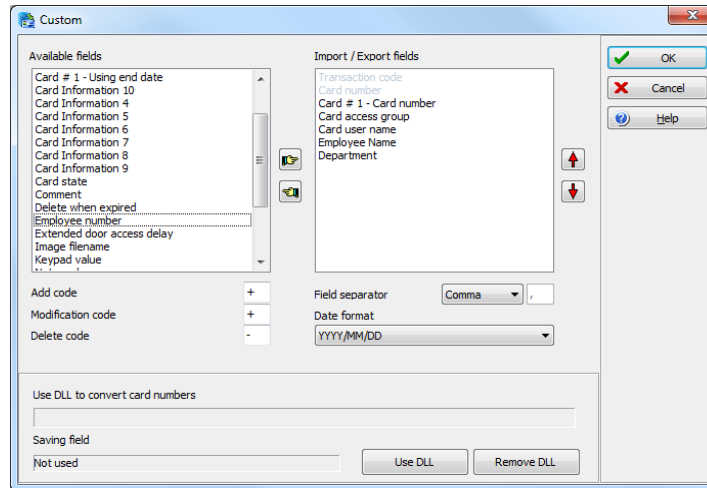 Custom
Available fields
Card # 1 - Using end date
Card Information 10
Card Information 4
Card Information 5
Card Information 6
Card Information 7
Card Information 8
Card Information 9
Card state
Comment
Delete when expired
Employee number
Extended door access delay
Image filename
Keypad value
Import / Export fields
Transaction code
Card number
Card # 1 - Card number
Card access group
Card user name
Employee Name
Department
OK
Cancel
Help
Add code +
Modification code +
Delete code -
Field separator Comma ,
Date format
YYYY/MM/DD
Use DLL to convert card numbers
Saving field
Not used
Use DLL
Remove DLL